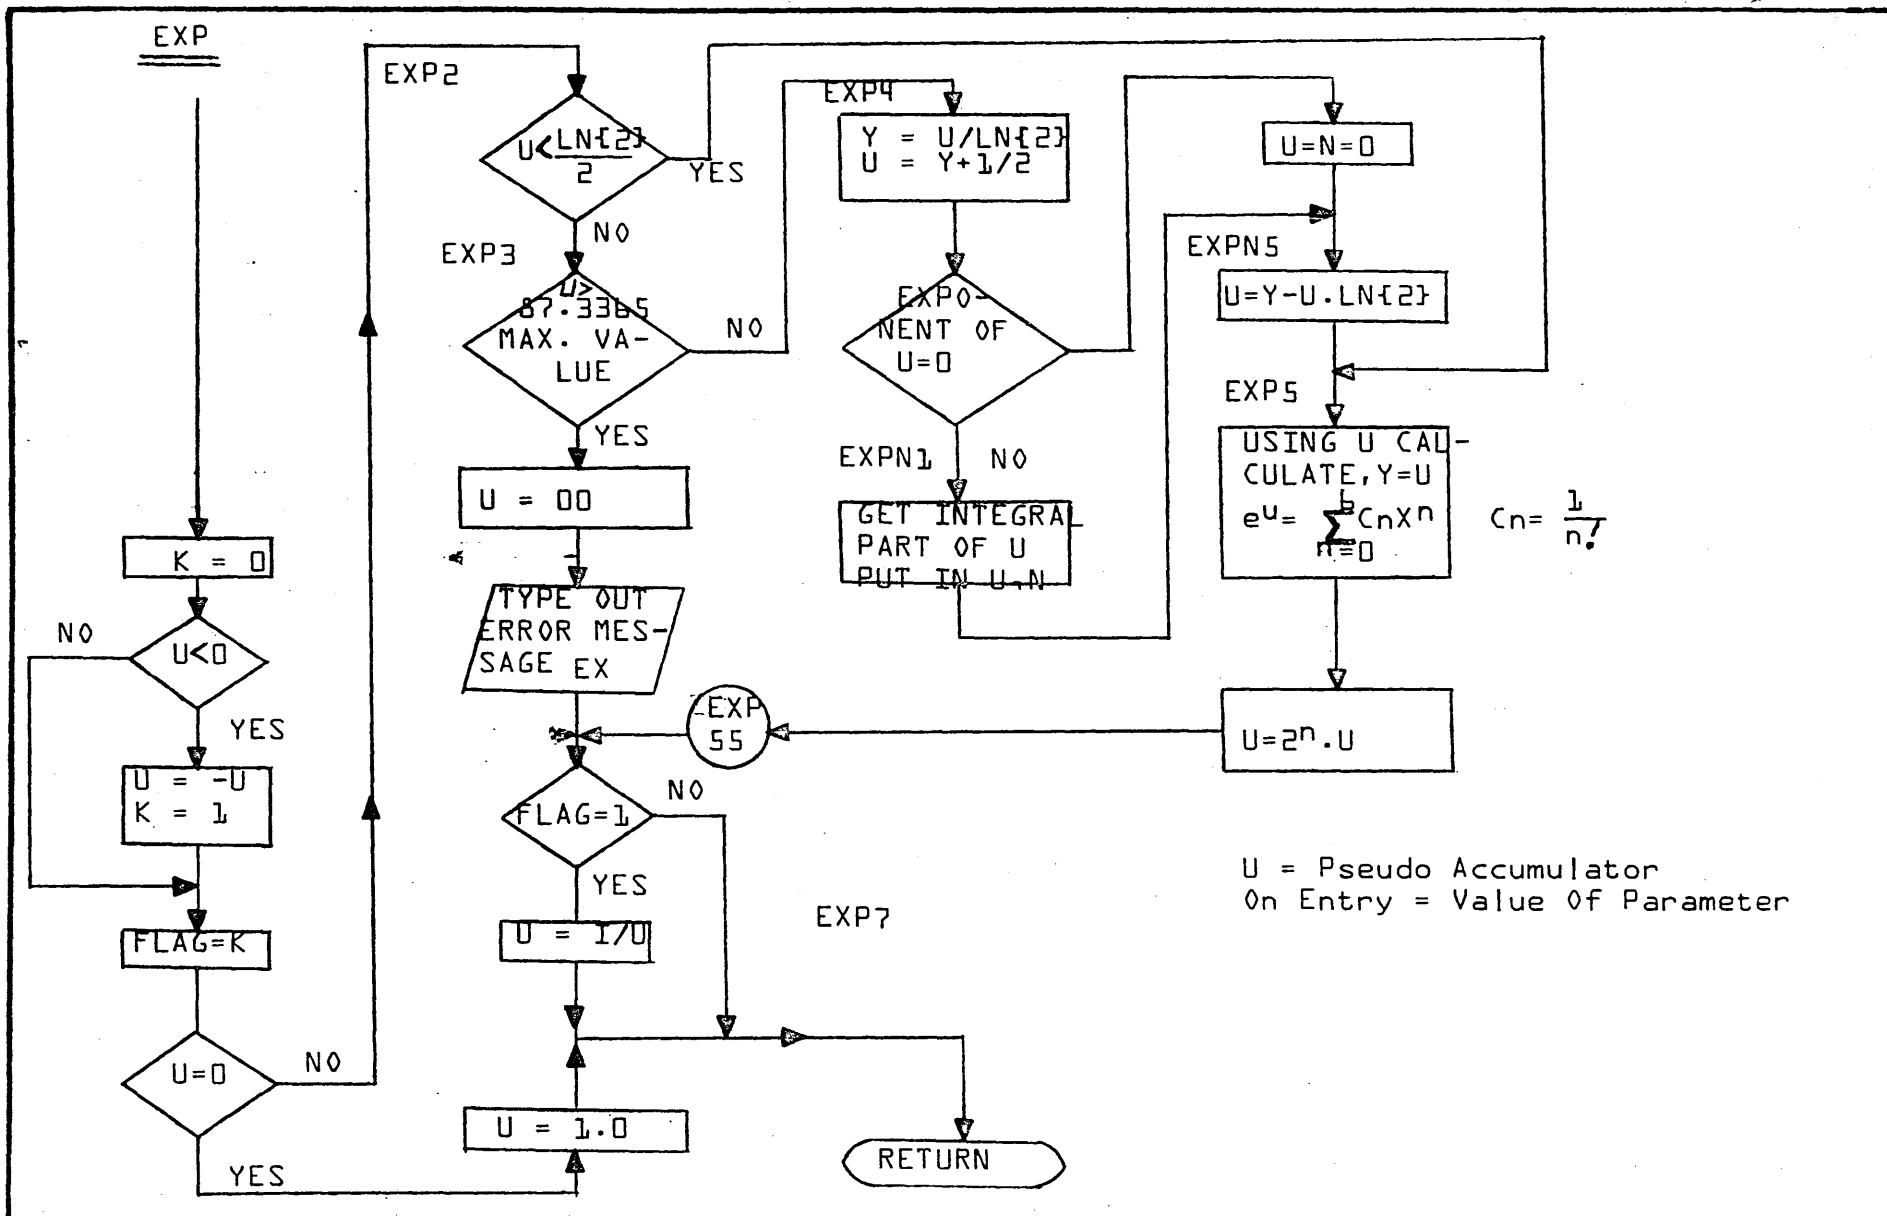 EXP
K = 0
U<0
NO
YES
U = -U
K = 1
FLAG=K
U=0
NO
YES
EXP2
U< LN{2}
2
YES
NO
EXP3
U>
87.3365
MAX. VA-
LUE
NO
YES
U = 00
TYPE OUT
ERROR MES-
SAGE EX
EXP
55
FLAG=1
NO
YES
U = I/U
EXP7
U = 1.0
RETURN
EXP4
Y = U/LN{2}
U = Y+1/2
EXPO-
NENT OF
U=0
EXPN1
NO
GET INTEGRAL
PART OF U
PUT IN U,N
U=N=0
EXPN5
U=Y-U.LN{2}
EXP5
USING U CAL-
CULATE,Y=U
6
eᵘ= ∑ CnXⁿ
n=0
Cn= 1
n!
U=2ⁿ.U
U = Pseudo Accumulator
On Entry = Value Of Parameter